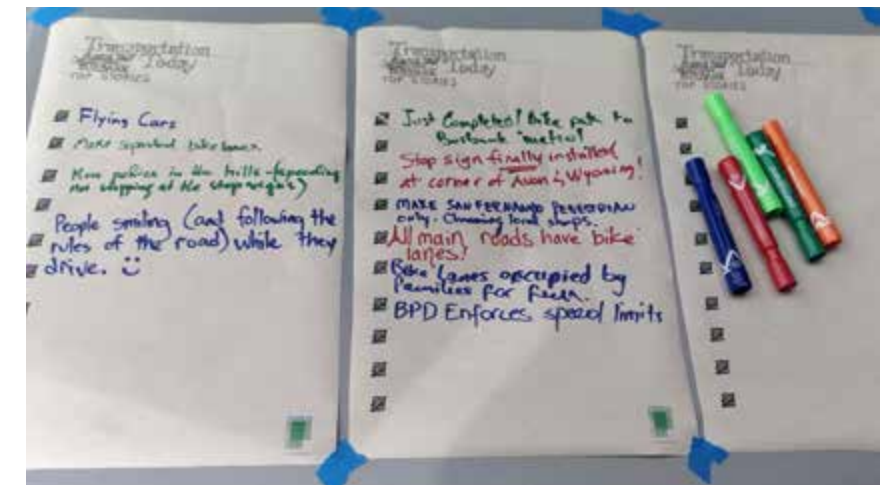 Transportation
Today
TOP STORIES
Flying Cars
Make separated bike lanes
More police in the hills - (speeding
not stopping at the stop signs)
People smiling (and following the
rules of the road) while they
drive.
Transportation
Today
TOP STORIES
Just Completed! Bike path to
Burbank metro!
Stop sign finally installed
at corner of Avon & Wyoming!
MAKE SAN FERNANDO PEDESTRIAN
only. Charming local shops.
All main roads have bike
lanes!
Bike Lanes occupied by
Families for fun.
BPD Enforces speed limits
Transportation
Today
TOP STORIES